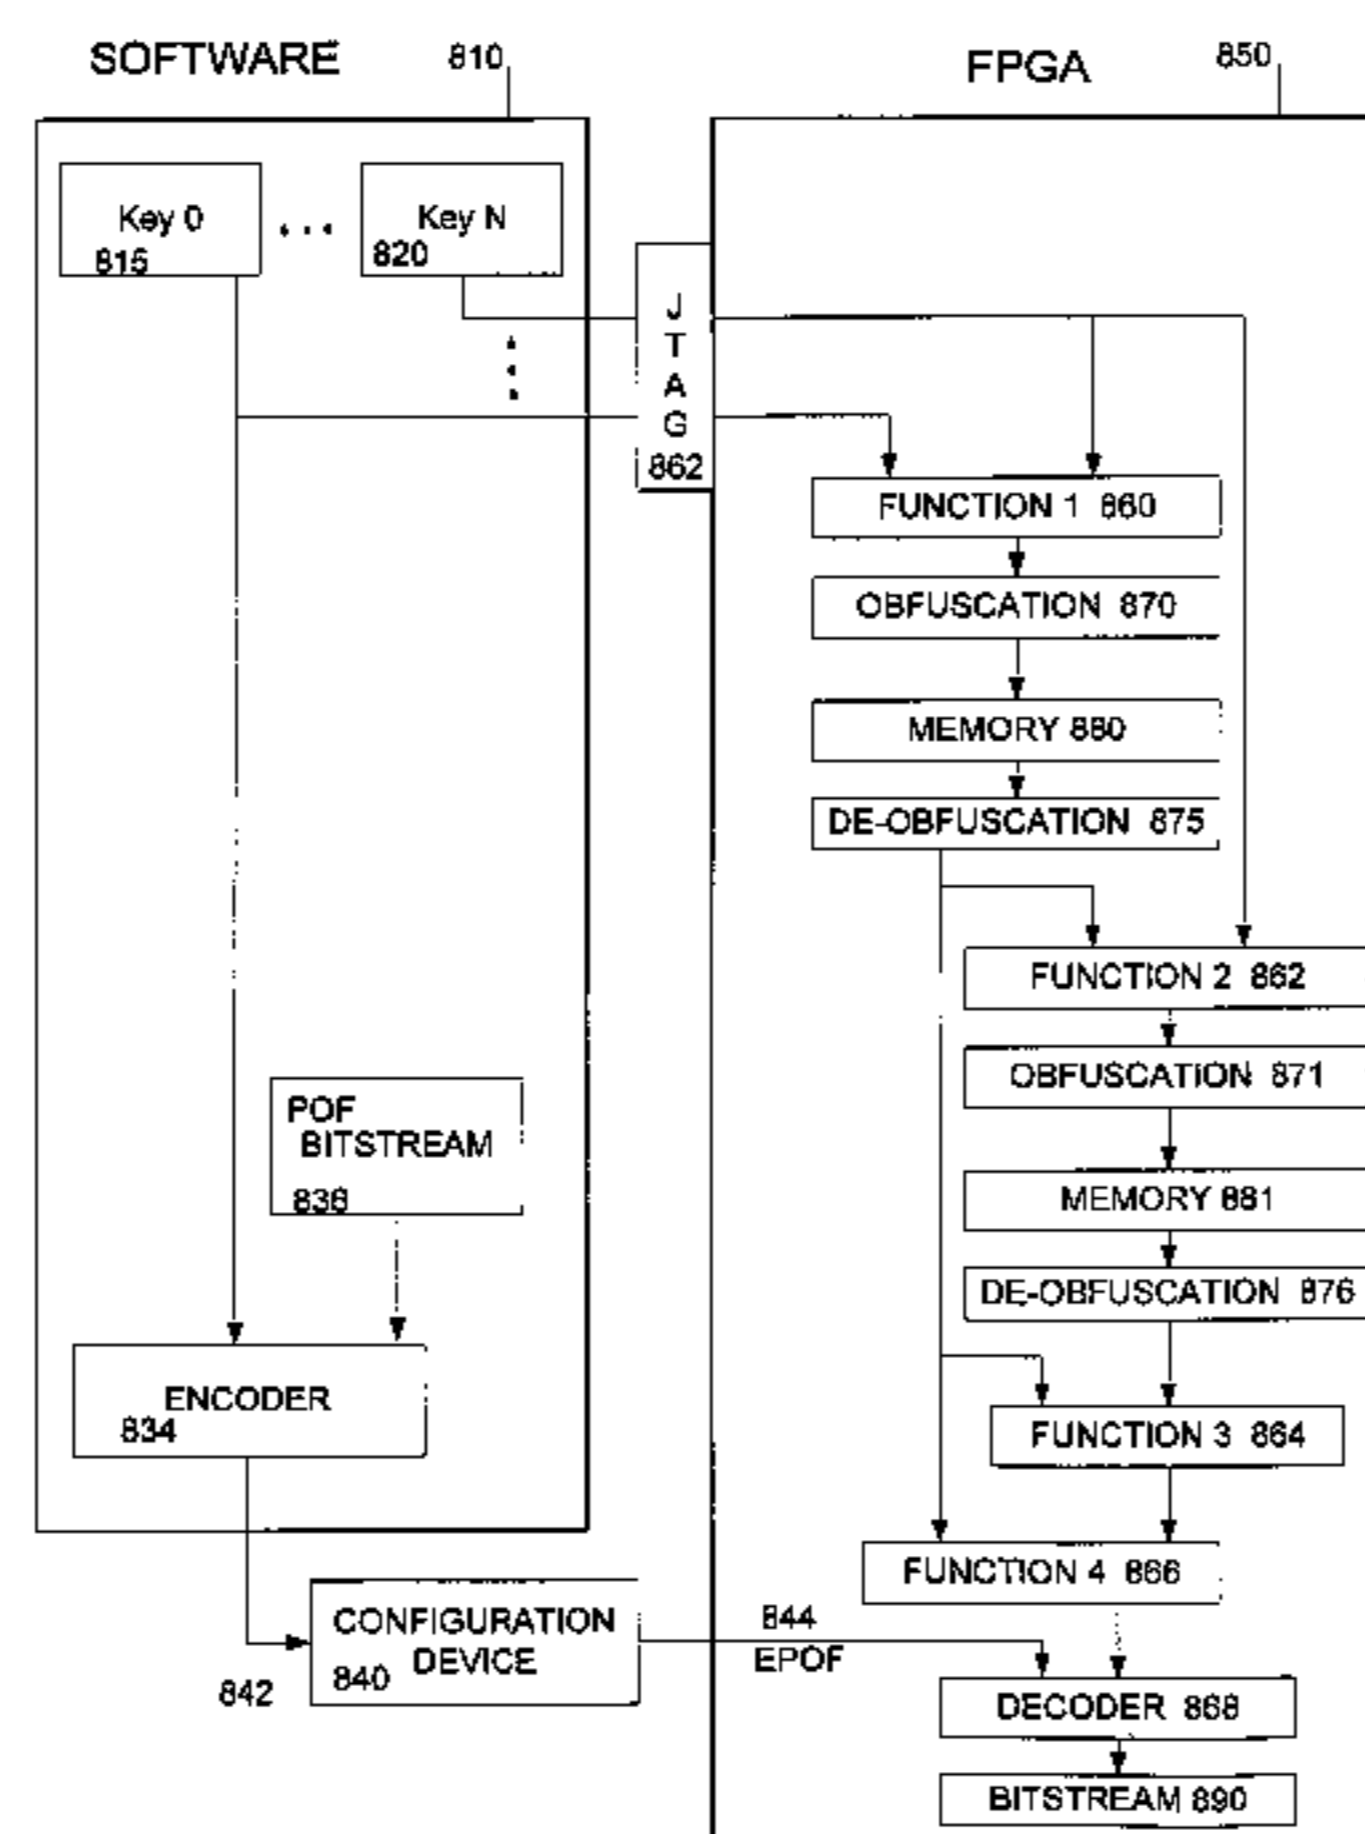 SOFTWARE 810
FPGA 850
Key 0
815
...
Key N
820
J
T
A
G
862
FUNCTION 1 860
OBFUSCATION 870
MEMORY 880
DE-OBFUSCATION 875
FUNCTION 2 862
OBFUSCATION 871
MEMORY 881
DE-OBFUSCATION 876
FUNCTION 3 864
FUNCTION 4 866
POF
BITSTREAM
836
ENCODER
834
CONFIGURATION
DEVICE
840
842
844
EPOF
DECODER 868
BITSTREAM 890